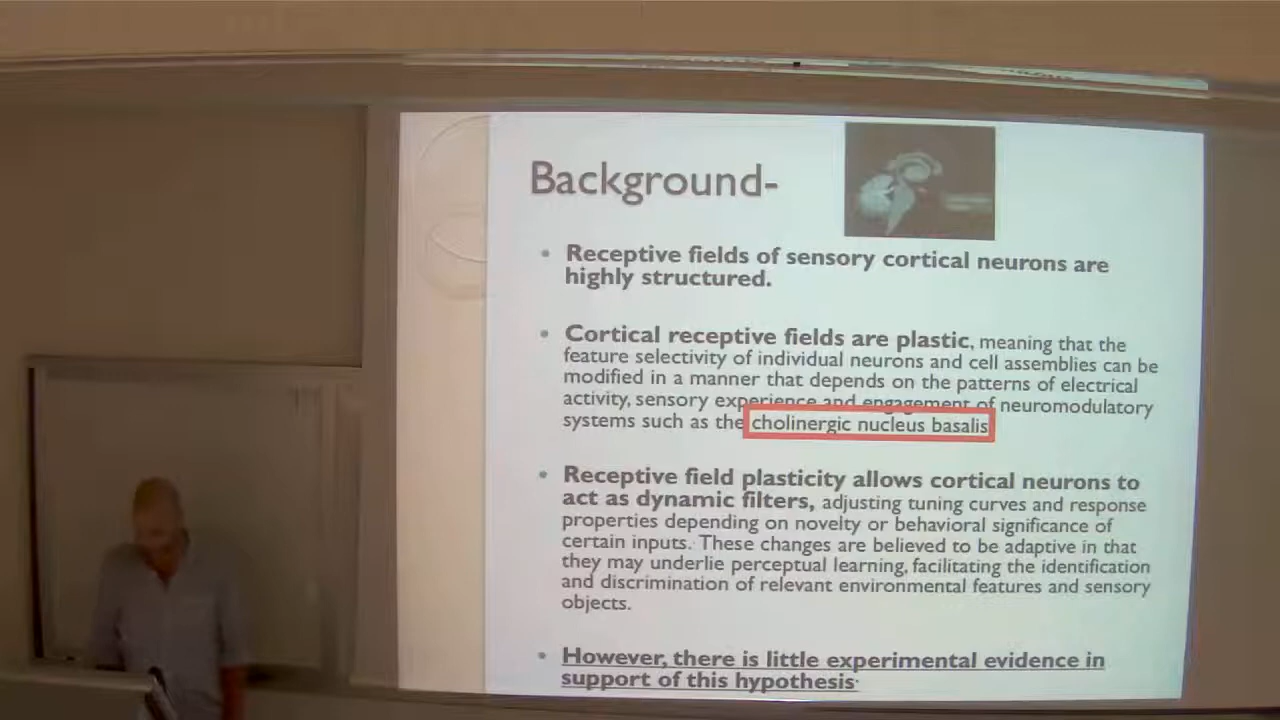 Background-
• Receptive fields of sensory cortical neurons are
highly structured.
• Cortical receptive fields are plastic, meaning that the
feature selectivity of individual neurons and cell assemblies can be
modified in a manner that depends on the patterns of electrical
activity, sensory experience and engagement of neuromodulatory
systems such as the cholinergic nucleus basalis
• Receptive field plasticity allows cortical neurons to
act as dynamic filters, adjusting tuning curves and response
properties depending on novelty or behavioral significance of
certain inputs. These changes are believed to be adaptive in that
they may underlie perceptual learning, facilitating the identification
and discrimination of relevant environmental features and sensory
objects.
• However, there is little experimental evidence in
support of this hypothesis.